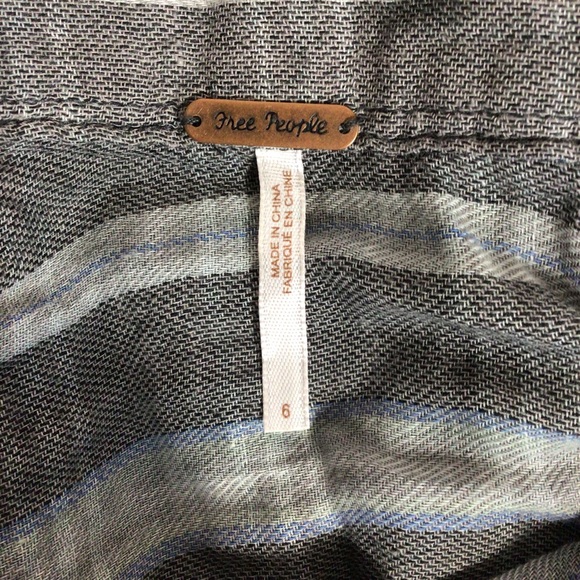 Free People
MADE IN CHINA
FABRIQUÉ EN CHINE
6